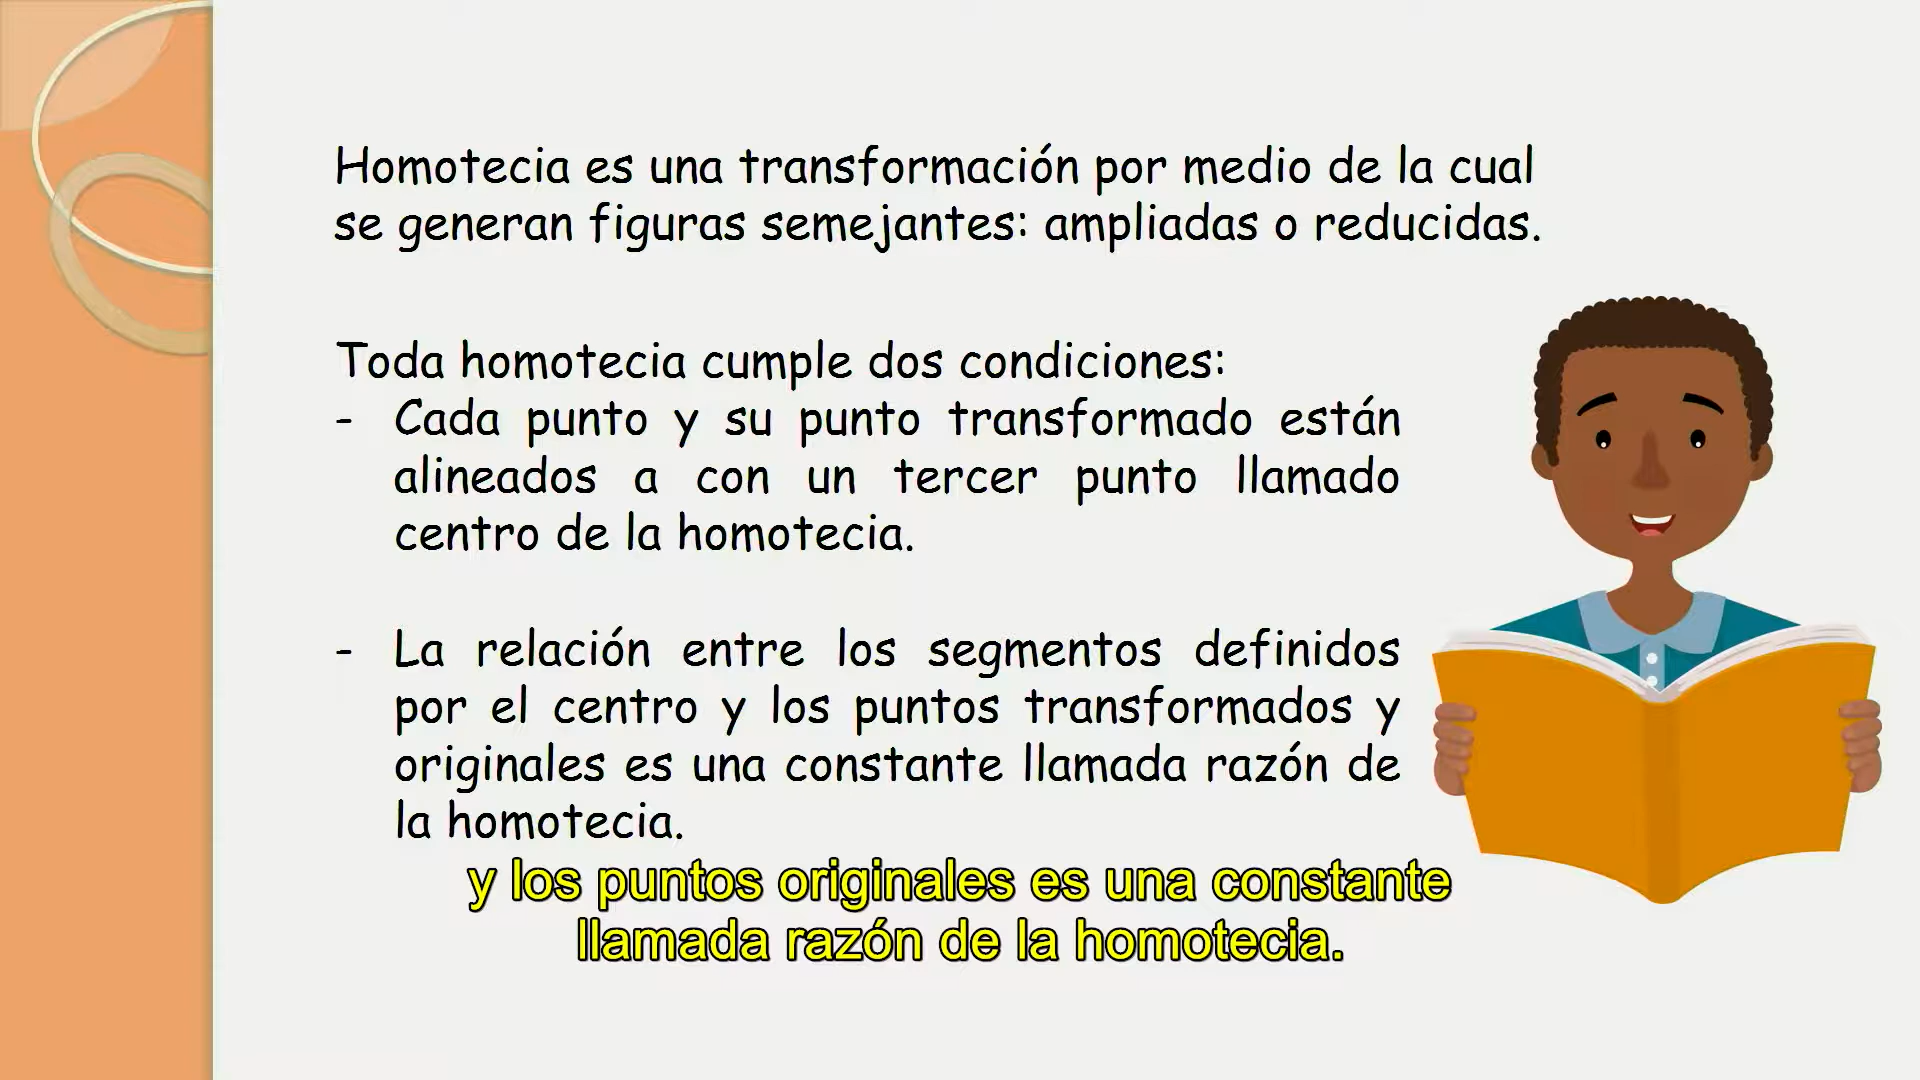 Homotecia es una transformación por medio de la cual
se generan figuras semejantes: ampliadas o reducidas.
Toda homotecia cumple dos condiciones:
- Cada punto y su punto transformado están
alineados a con un tercer punto llamado
centro de la homotecia.
- La relación entre los segmentos definidos
por el centro y los puntos transformados y
originales es una constante llamada razón de
la homotecia.
y los puntos originales es una constante
llamada razón de la homotecia.